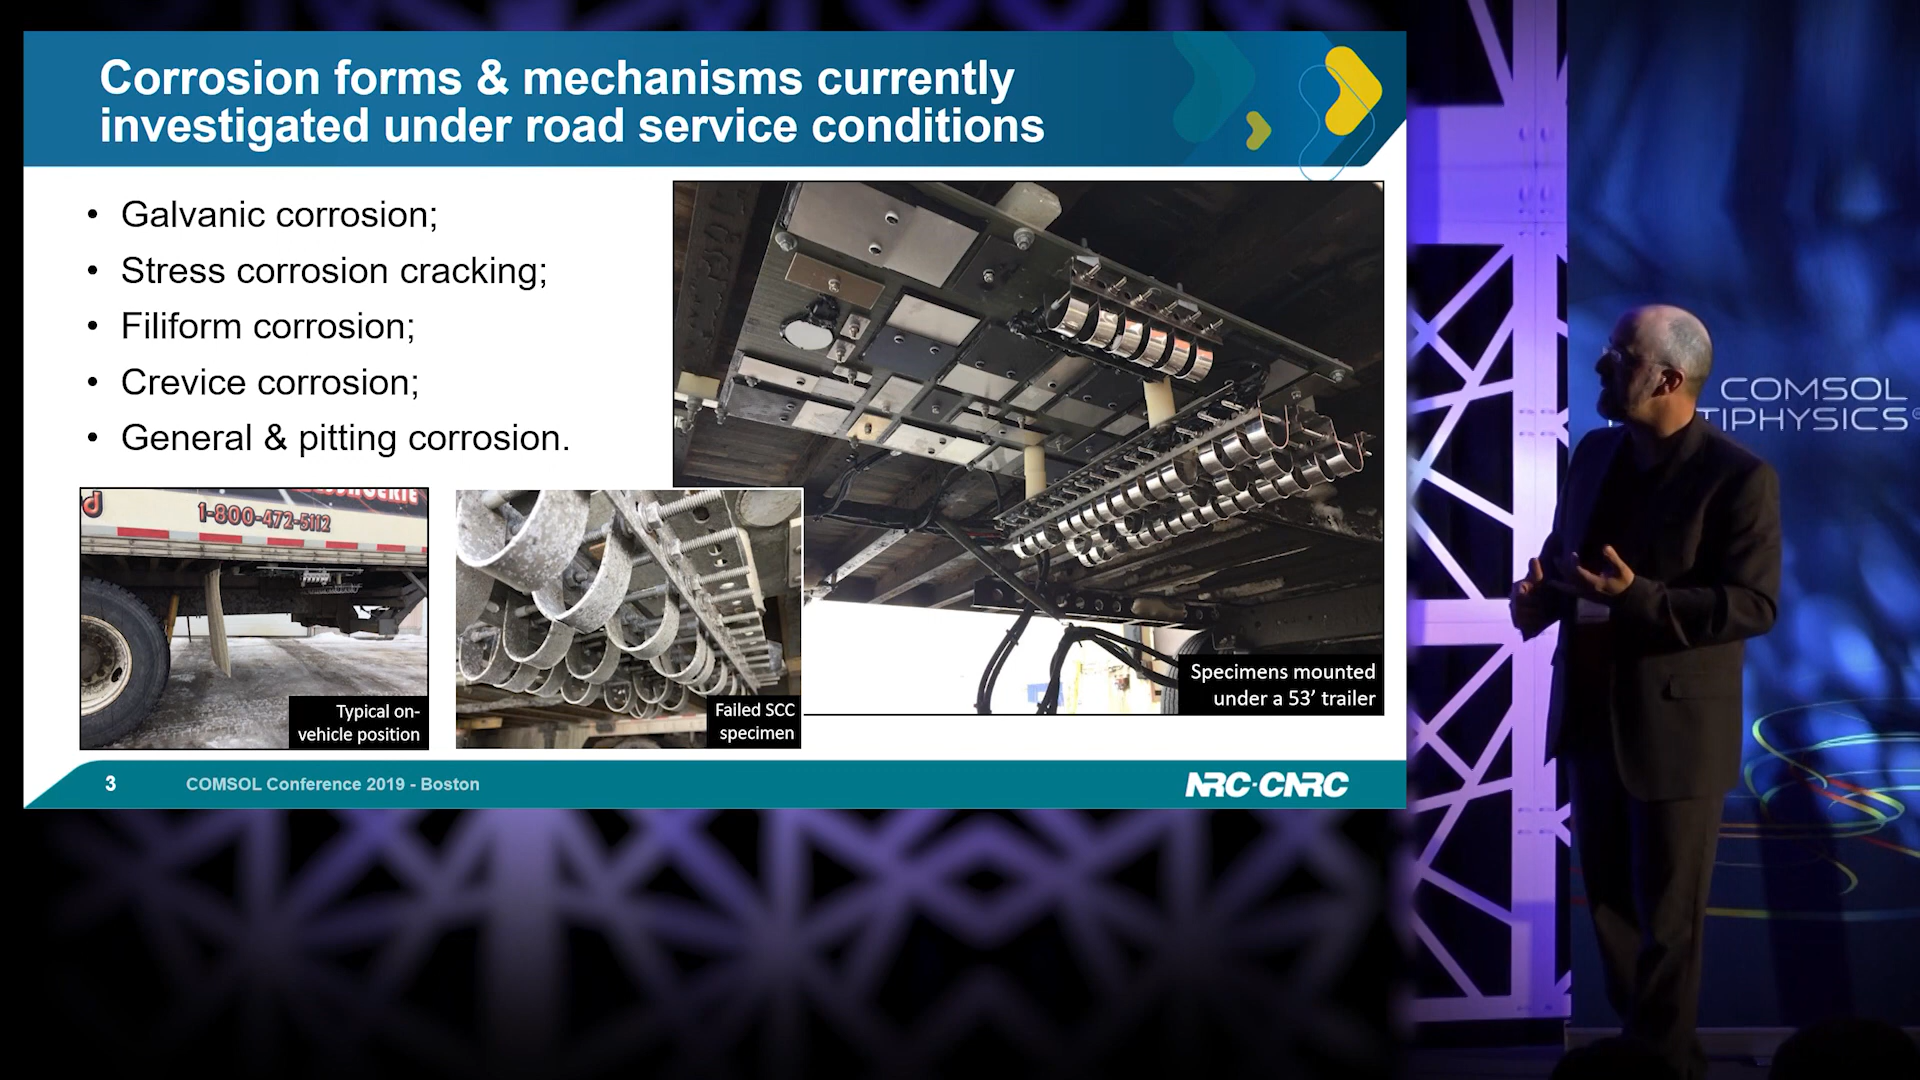 Corrosion forms & mechanisms currently
investigated under road service conditions
• Galvanic corrosion;
• Stress corrosion cracking;
• Filiform corrosion;
• Crevice corrosion;
• General & pitting corrosion.
1-800-472-5112
Typical on-
vehicle position
Failed SCC
specimen
Specimens mounted
under a 53’ trailer
3
COMSOL Conference 2019 - Boston
NRC·CNRC
COMSOL
TIPHYSICS®